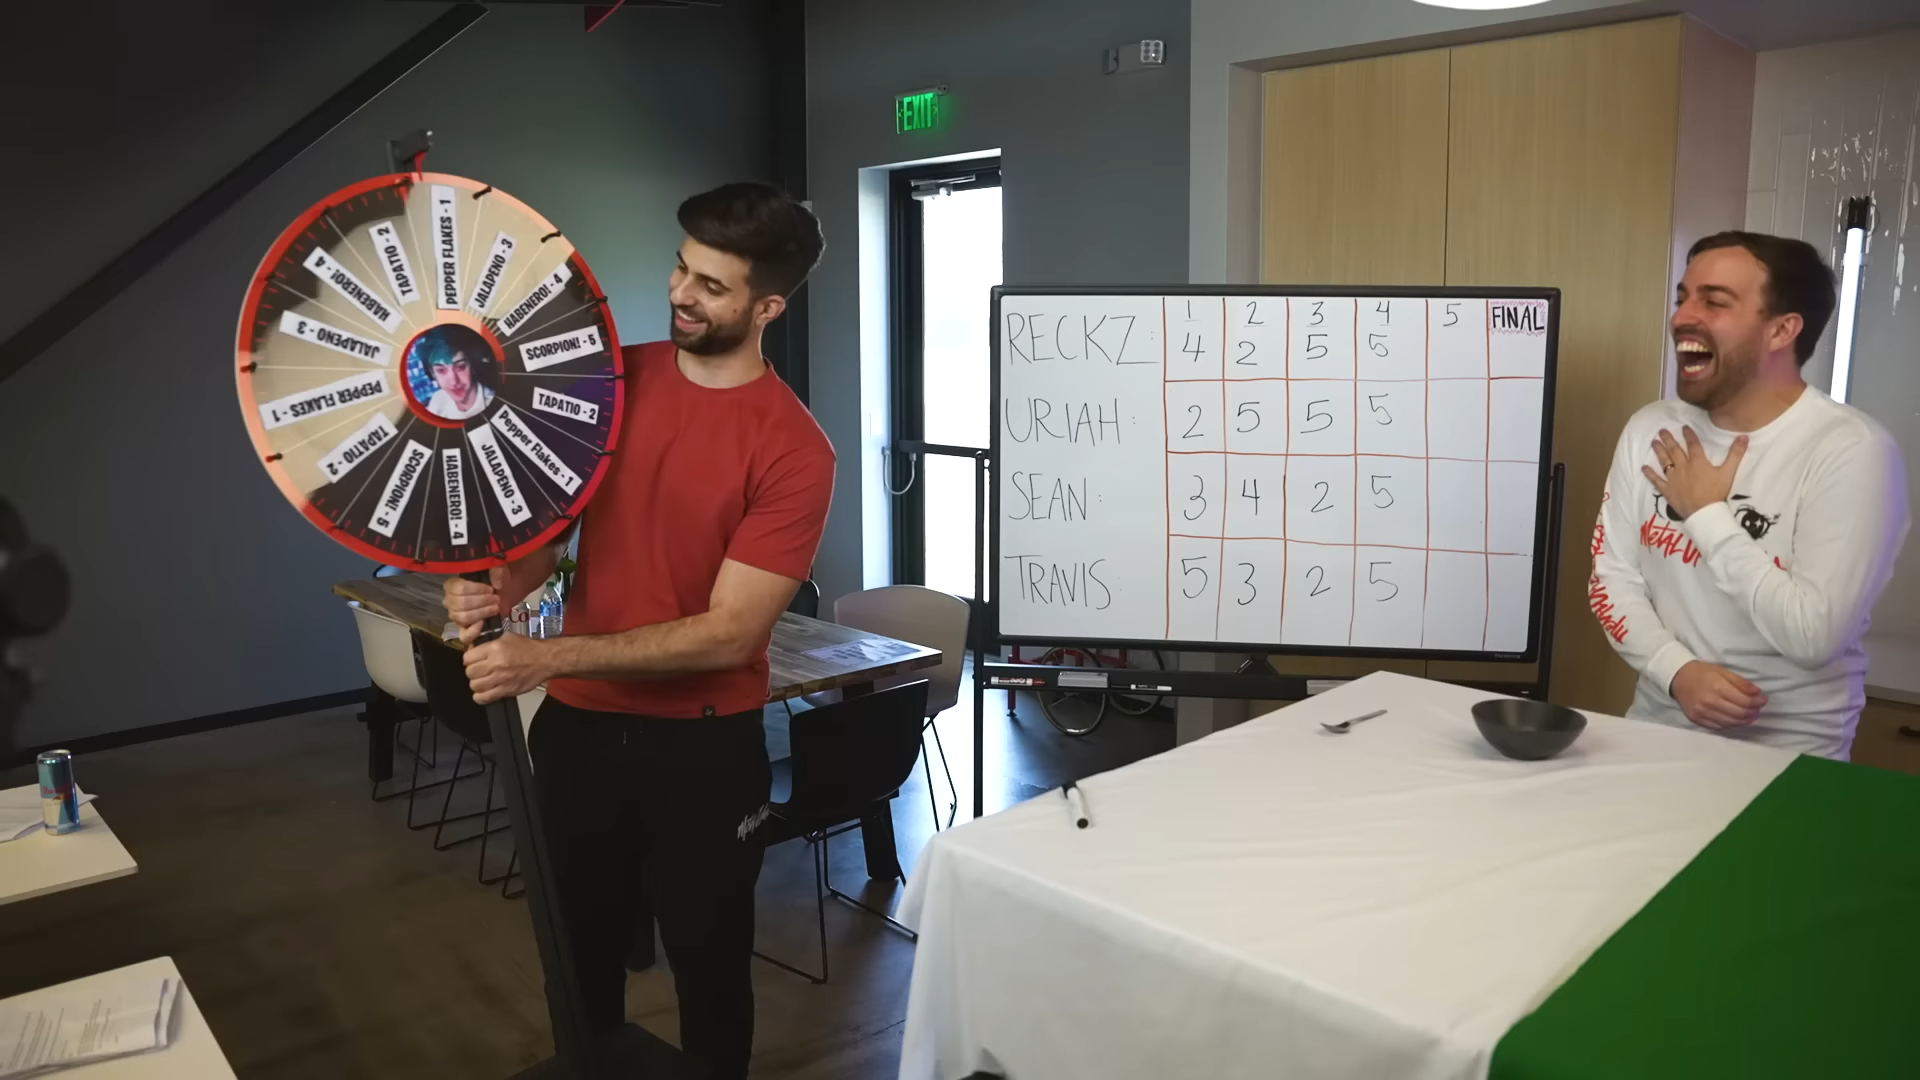 EXIT
PEPPER FLAKES - 1
JALAPENO - 3
HABENERO! - 4
SCORPION! - 5
TAPATIO - 2
Pepper Flakes - 1
JALAPENO - 3
HABENERO! - 4
SCORPION! - 5
TAPATIO - 2
PEPPER FLAKES - 1
JALAPENO - 3
HABENERO! - 4
TAPATIO - 2
1 2 3 4 5 FINAL
RECKZ: 4 2 5 5
URIAH: 2 5 5 5
SEAN: 3 4 2 5
TRAVIS: 5 3 2 5